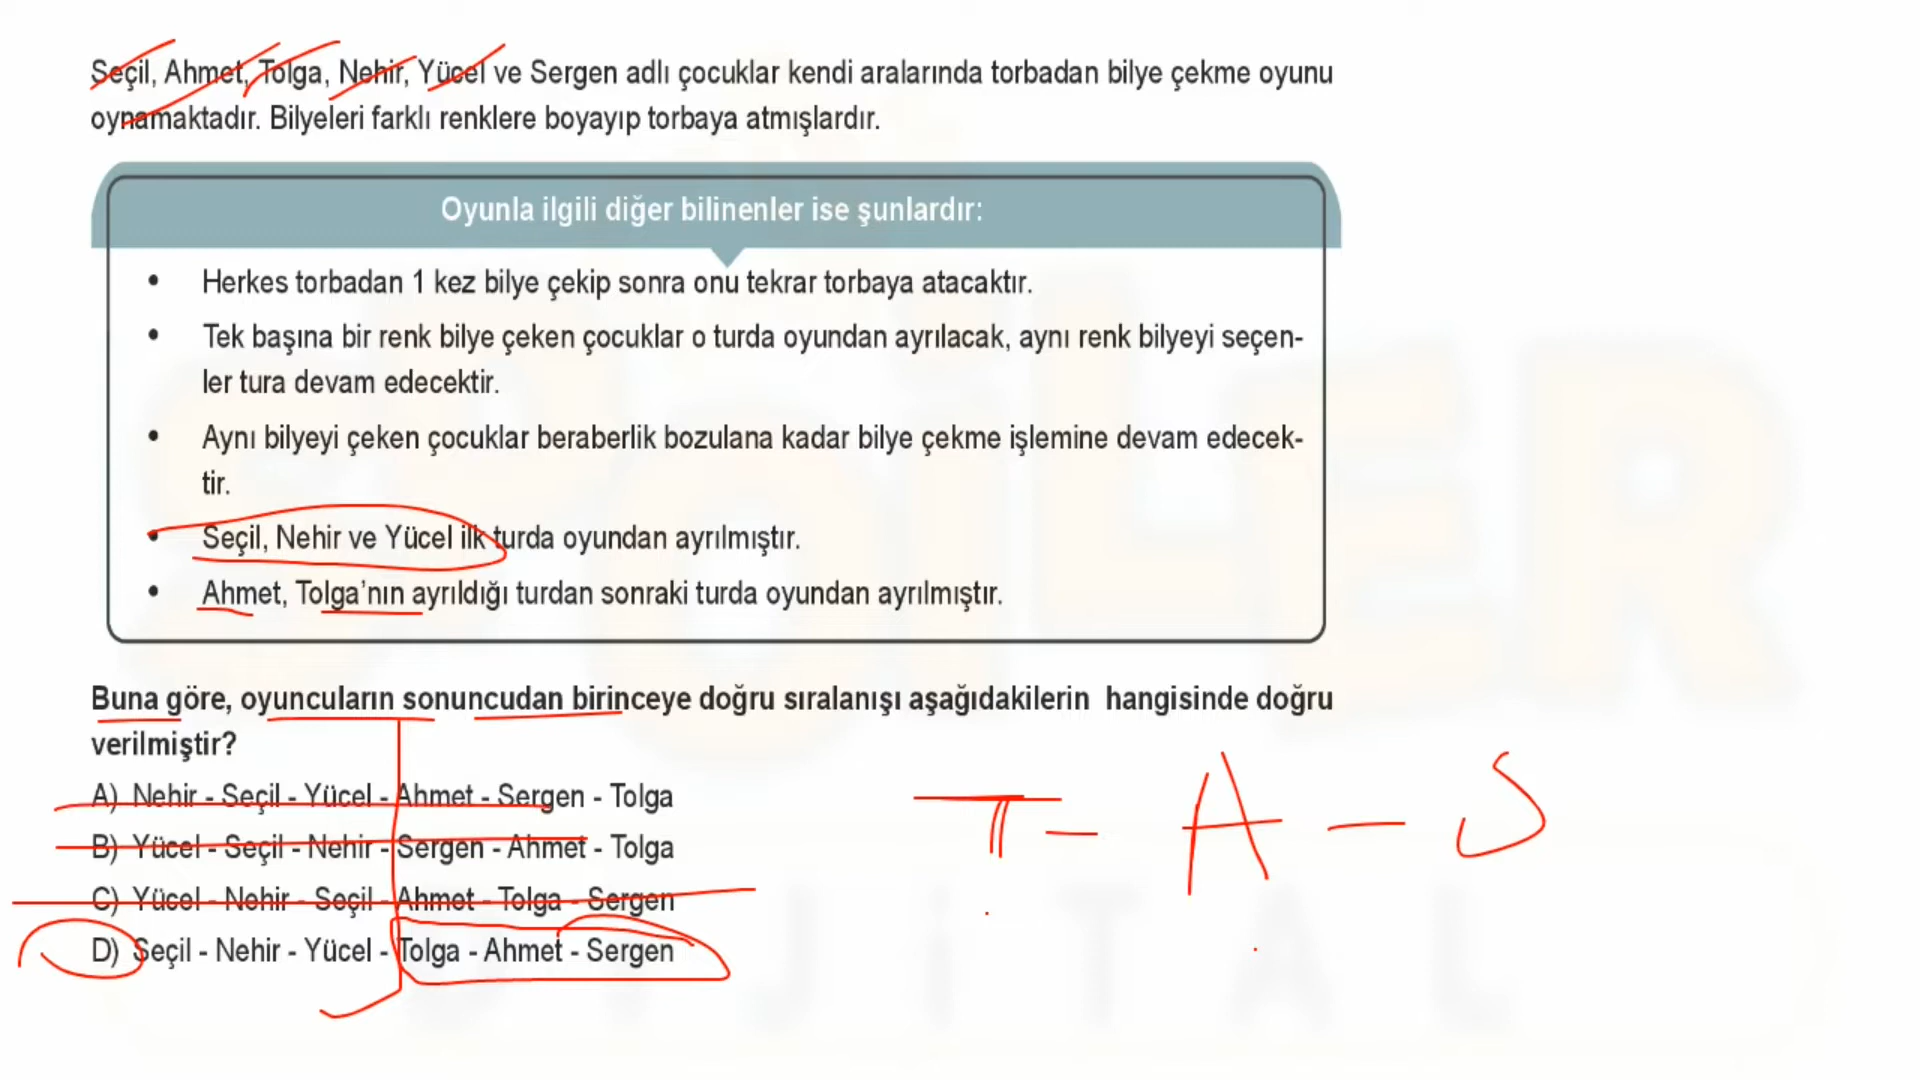 Seçil, Ahmet, Tolga, Nehir, Yücel ve Sergen adlı çocuklar kendi aralarında torbadan bilye çekme oyunu
oynamaktadır. Bilyeleri farklı renklere boyayıp torbaya atmışlardır.
Oyunla ilgili diğer bilinenler ise şunlardır:
• Herkes torbadan 1 kez bilye çekip sonra onu tekrar torbaya atacaktır.
• Tek başına bir renk bilye çeken çocuklar o turda oyundan ayrılacak, aynı renk bilyeyi seçen-
ler tura devam edecektir.
• Aynı bilyeyi çeken çocuklar beraberlik bozulana kadar bilye çekme işlemine devam edecek-
tir.
• Seçil, Nehir ve Yücel ilk turda oyundan ayrılmıştır.
• Ahmet, Tolga’nın ayrıldığı turdan sonraki turda oyundan ayrılmıştır.
Buna göre, oyuncuların sonuncudan birinceye doğru sıralanışı aşağıdakilerin hangisinde doğru
verilmiştir?
A) Nehir - Seçil - Yücel - Ahmet - Sergen - Tolga
B) Yücel - Seçil - Nehir - Sergen - Ahmet - Tolga
C) Yücel - Nehir - Seçil - Ahmet - Tolga - Sergen
D) Seçil - Nehir - Yücel - Tolga - Ahmet - Sergen
T - A - S
SPOİLER
DİJİTAL